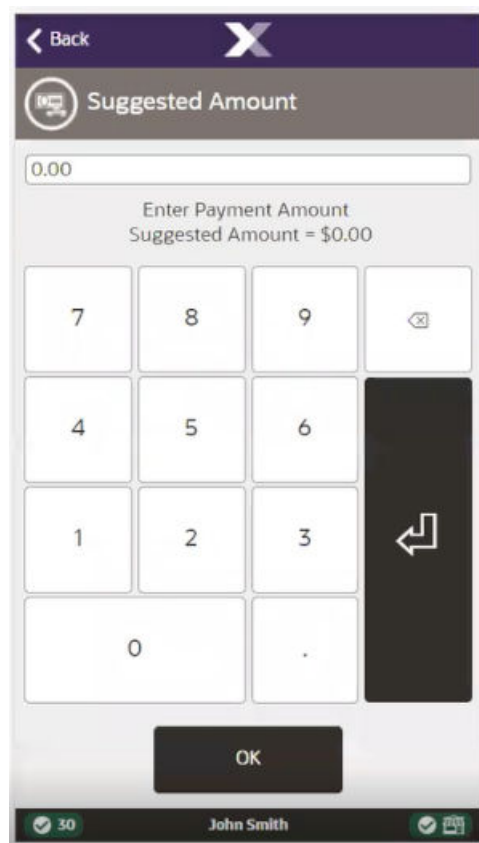 Back
X
Suggested Amount
0.00
Enter Payment Amount
Suggested Amount = $0.00
7 8 9
4 5 6
1 2 3
0 .
OK
30 John Smith